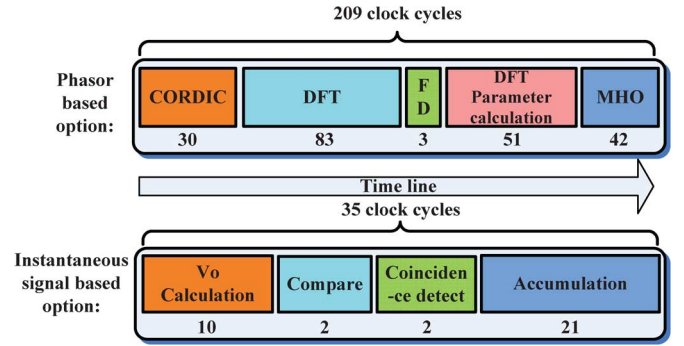 209 clock cycles
Phasor
based
option:
CORDIC
DFT
F
D
DFT
Parameter
calculation
MHO
30 83 3 51 42
Time line
35 clock cycles
Instantaneous
signal based
option:
Vo
Calculation
Compare
Coinciden
-ce detect
Accumulation
10 2 2 21